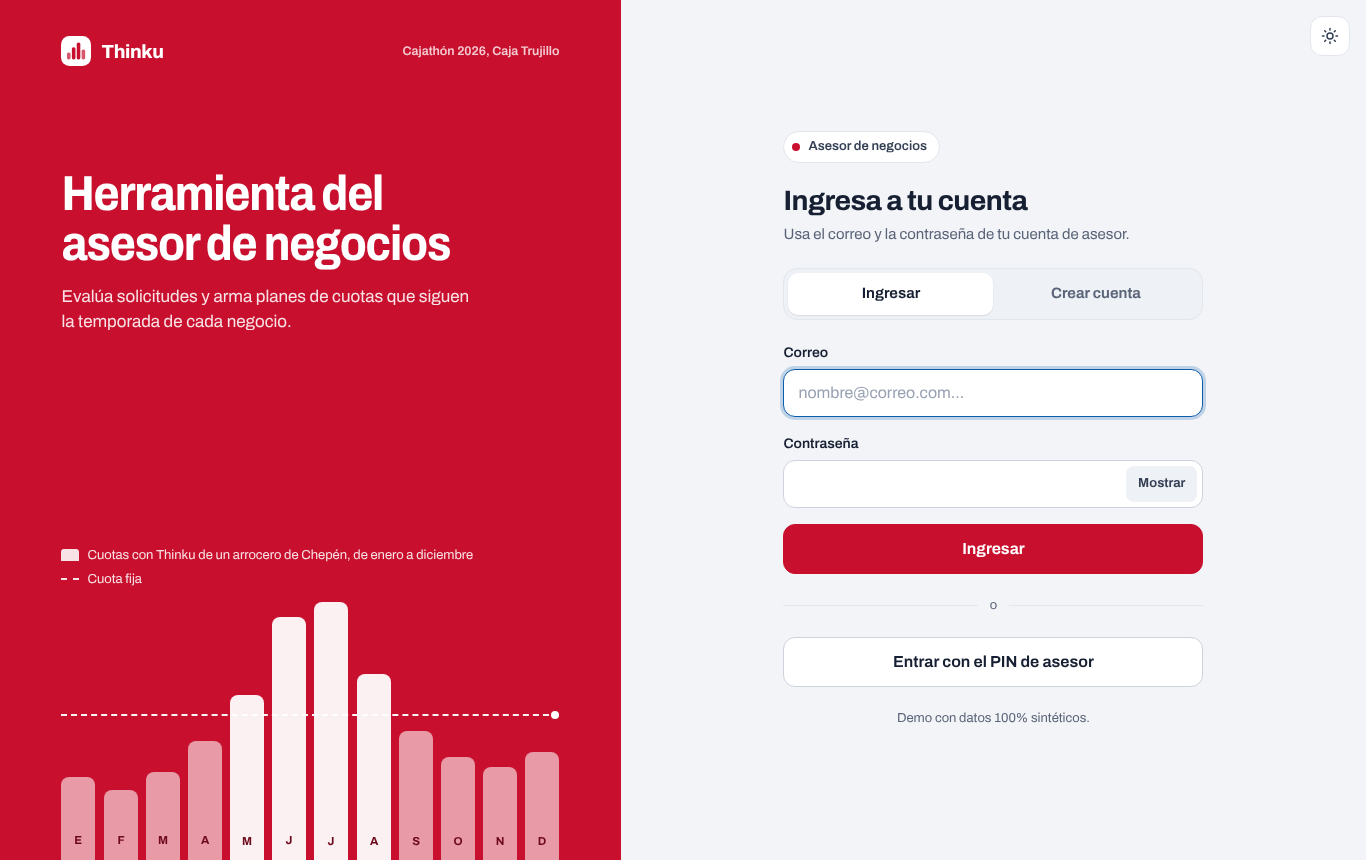 Thinku
Cajathón 2026, Caja Trujillo
Herramienta del
asesor de negocios
Evalúa solicitudes y arma planes de cuotas que siguen
la temporada de cada negocio.
Cuotas con Thinku de un arrocero de Chepén, de enero a diciembre
Cuota fija
E F M A M J J A S O N D
Asesor de negocios
Ingresa a tu cuenta
Usa el correo y la contraseña de tu cuenta de asesor.
Ingresar Crear cuenta
Correo
nombre@correo.com...
Contraseña
Mostrar
Ingresar
o
Entrar con el PIN de asesor
Demo con datos 100% sintéticos.